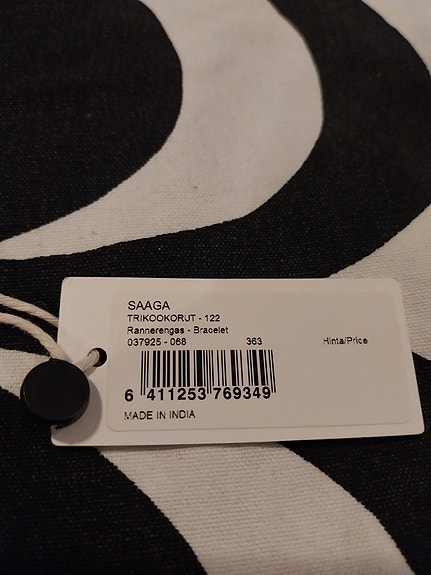 SAAGA
TRIKOOKORUT - 122
Rannerengas - Bracelet
037925 - 068 363 Hinta/Price
6 411253 769349
MADE IN INDIA